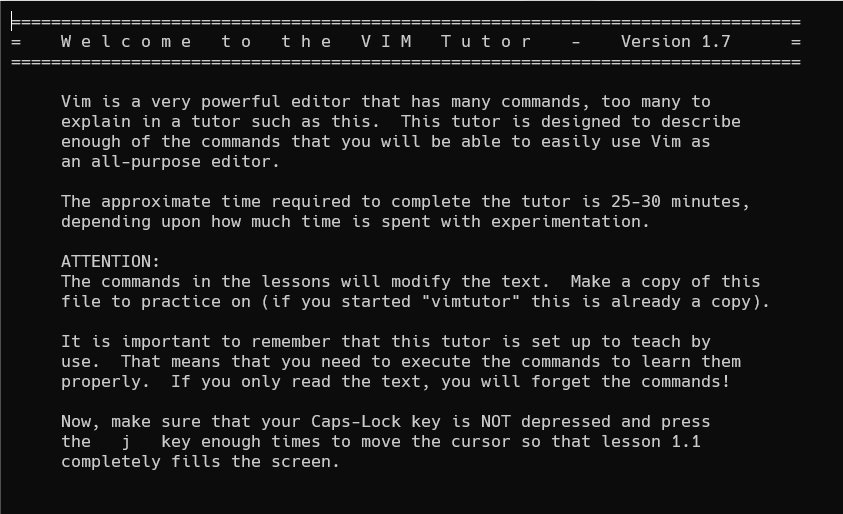 ===============================================================================
=    W e l c o m e   t o   t h e   V I M   T u t o r    -    Version 1.7      =
===============================================================================
Vim is a very powerful editor that has many commands, too many to
explain in a tutor such as this.  This tutor is designed to describe
enough of the commands that you will be able to easily use Vim as
an all-purpose editor.
The approximate time required to complete the tutor is 25-30 minutes,
depending upon how much time is spent with experimentation.
ATTENTION:
The commands in the lessons will modify the text.  Make a copy of this
file to practice on (if you started "vimtutor" this is already a copy).
It is important to remember that this tutor is set up to teach by
use.  That means that you need to execute the commands to learn them
properly.  If you only read the text, you will forget the commands!
Now, make sure that your Caps-Lock key is NOT depressed and press
the   j   key enough times to move the cursor so that lesson 1.1
completely fills the screen.